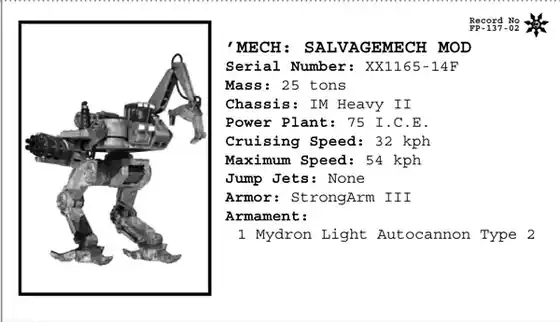 Record No
FP-137-02
’MECH: SALVAGEMECH MOD
Serial Number: XX1165-14F
Mass: 25 tons
Chassis: IM Heavy II
Power Plant: 75 I.C.E.
Cruising Speed: 32 kph
Maximum Speed: 54 kph
Jump Jets: None
Armor: StrongArm III
Armament:
1 Mydron Light Autocannon Type 2